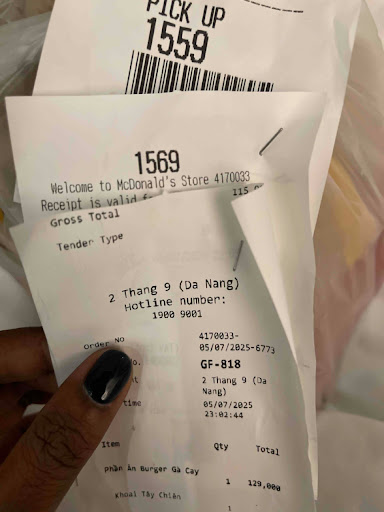 PICK UP
1559
1569
Welcome to McDonald's Store 4170033
Receipt is valid
115
Gross Total
Tender Type
2 Thang 9 (Da Nang)
Hotline number:
1900 9001
Order NO
4170033-
05/07/2025-6773
No.
GF-818
2 Thang 9 (Da
Nang)
time
05/07/2025
23:02:44
Item Qty Total
phần Ăn Burger Gà Cay 1 129,000
Khoai Tây Chiên 1